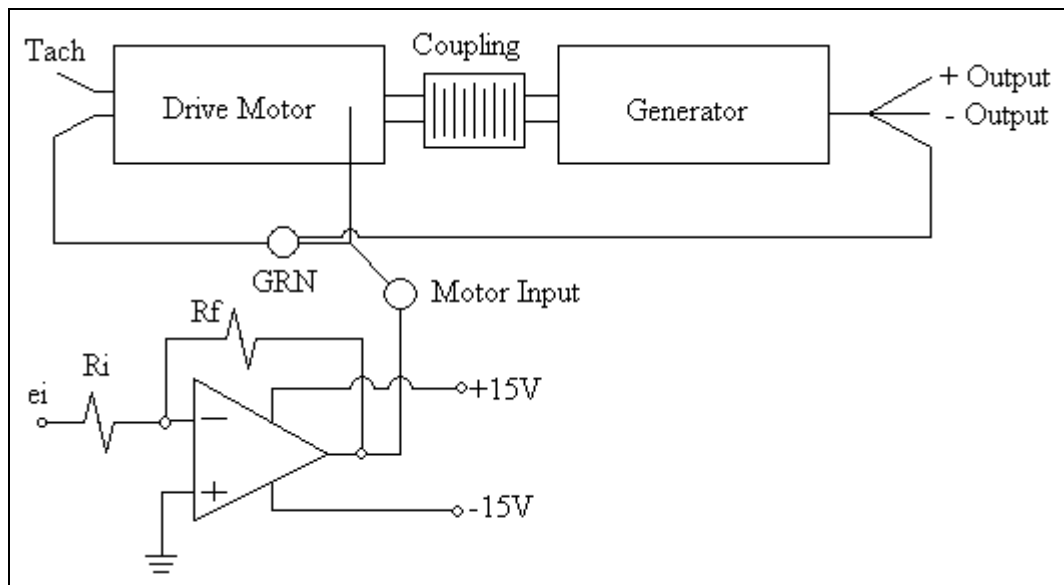 Coupling
Tach
Drive Motor
Generator
+ Output
- Output
GRN
Motor Input
Rf
Ri
ei
+15V
-15V